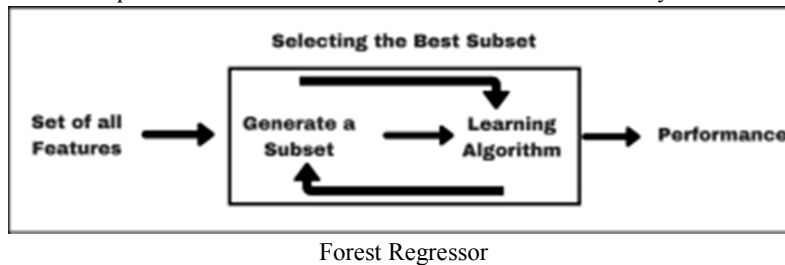 Selecting the Best Subset
Set of all
Features
Generate a
Subset
Learning
Algorithm
Performance
Forest Regressor